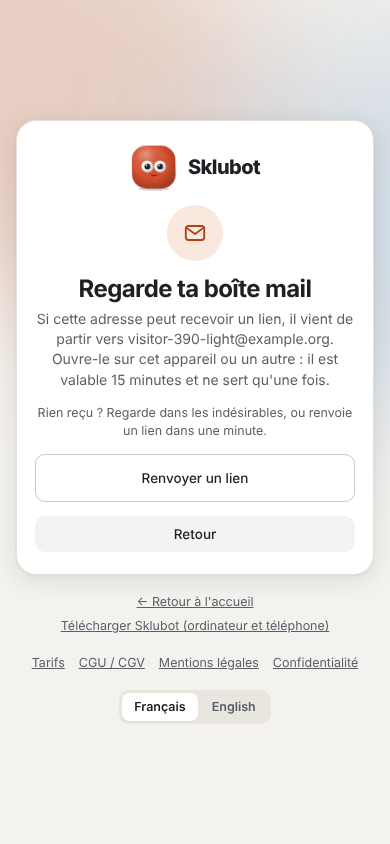 Sklubot
Regarde ta boîte mail
Si cette adresse peut recevoir un lien, il vient de
partir vers visitor-390-light@example.org.
Ouvre-le sur cet appareil ou un autre : il est
valable 15 minutes et ne sert qu'une fois.
Rien reçu ? Regarde dans les indésirables, ou renvoie
un lien dans une minute.
Renvoyer un lien
Retour
← Retour à l'accueil
Télécharger Sklubot (ordinateur et téléphone)
Tarifs CGU / CGV Mentions légales Confidentialité
Français English